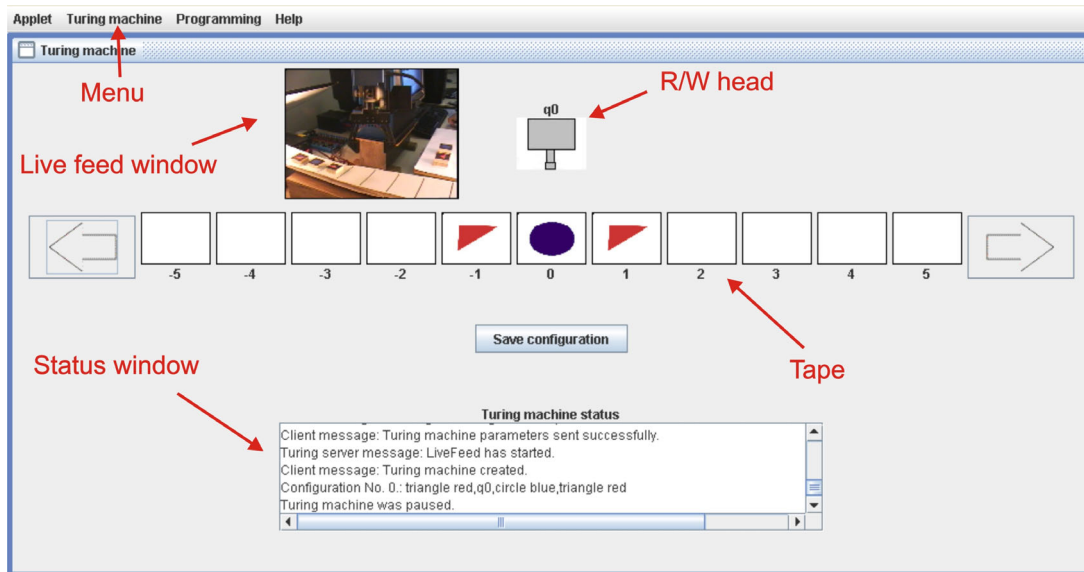 Applet Turing machine Programming Help
Turing machine
Menu
R/W head
q0
Live feed window
-5 -4 -3 -2 -1 0 1 2 3 4 5
Save configuration
Status window
Tape
Turing machine status
Client message: Turing machine parameters sent successfully.
Turing server message: LiveFeed has started.
Client message: Turing machine created.
Configuration No. 0.: triangle red,q0,circle blue,triangle red
Turing machine was paused.